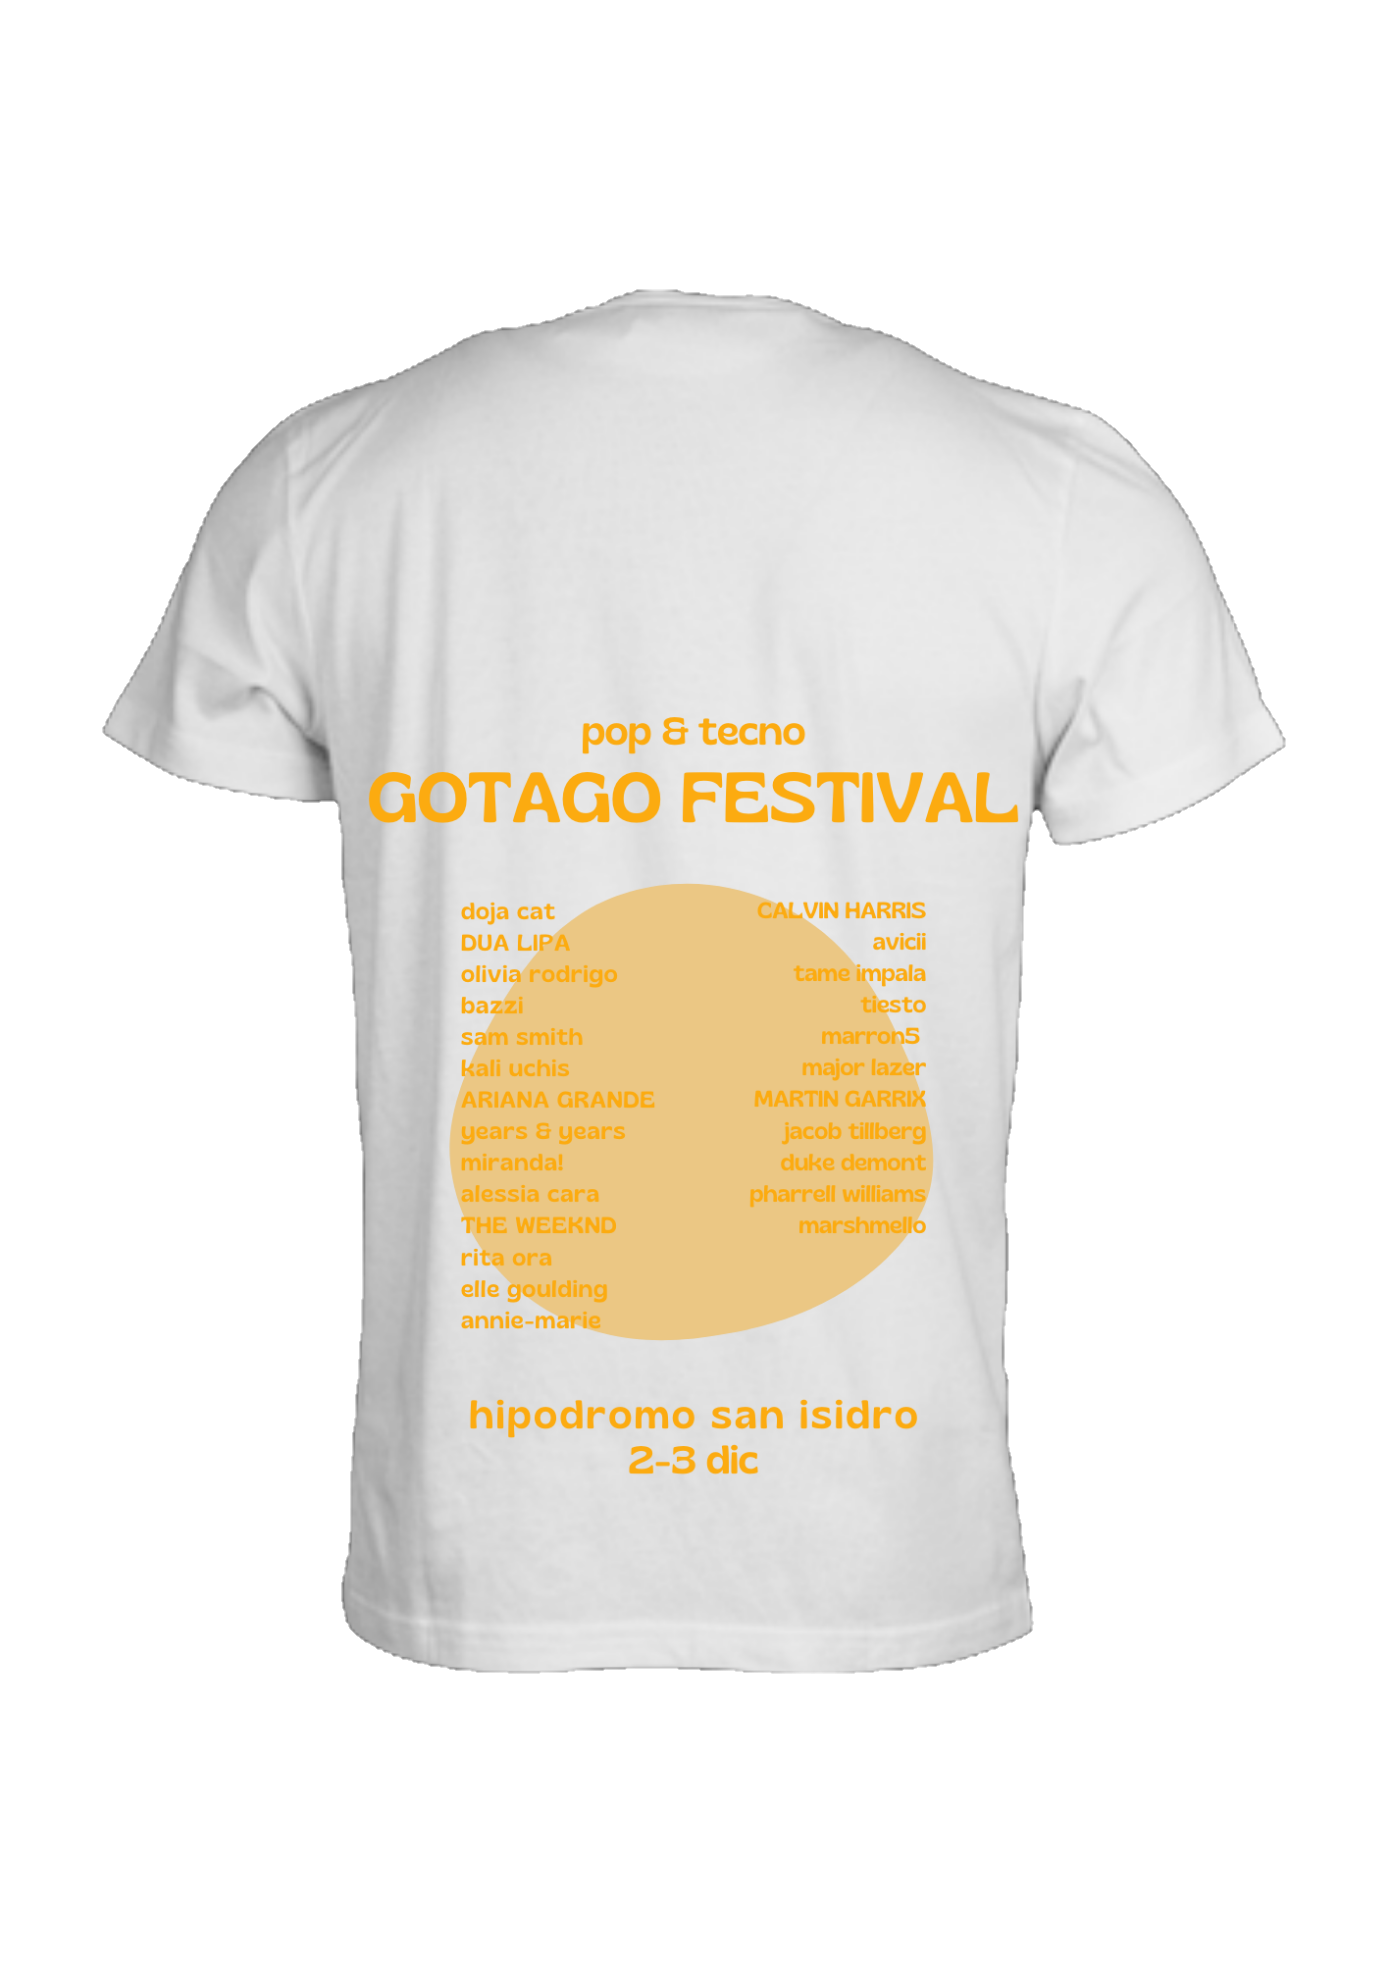 pop & tecno
GOTAGO FESTIVAL
doja cat
DUA LIPA
olivia rodrigo
bazzi
sam smith
kali uchis
ARIANA GRANDE
years & years
miranda!
alessia cara
THE WEEKND
rita ora
elle goulding
annie-marie
CALVIN HARRIS
avicii
tame impala
tiesto
marron5
major lazer
MARTIN GARRIX
jacob tillberg
duke demont
pharrell williams
marshmello
hipodromo san isidro
2-3 dic